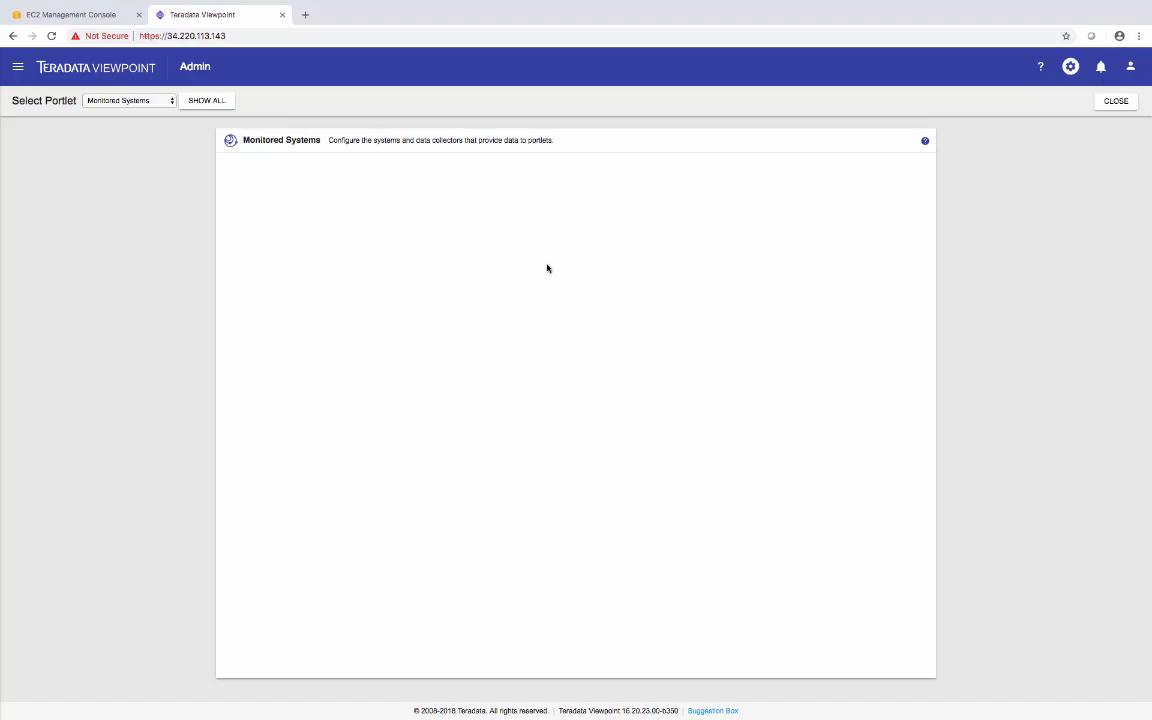 EC2 Management Console
Teradata Viewpoint
Not Secure https://34.220.113.143
TERADATA VIEWPOINT Admin ?
Select Portlet Monitored Systems SHOW ALL CLOSE
Monitored Systems Configure the systems and data collectors that provide data to portlets. ?
© 2008-2018 Teradata. All rights reserved. | Teradata Viewpoint 16.20.23.00-b350 | Suggestion Box